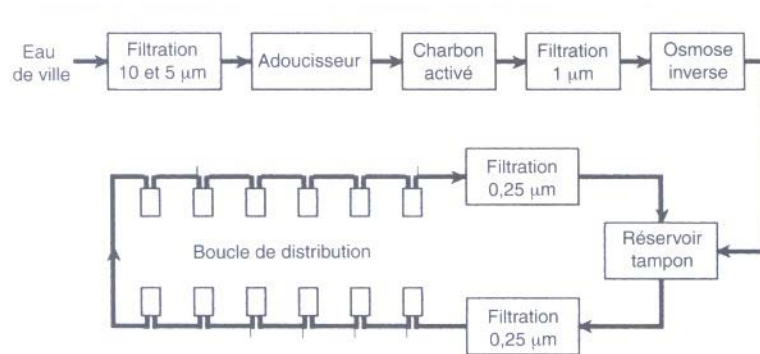 Eau
de ville
Filtration
10 et 5 µm
Adoucisseur
Charbon
activé
Filtration
1 µm
Osmose
inverse
Filtration
0,25 µm
Réservoir
tampon
Boucle de distribution
Filtration
0,25 µm